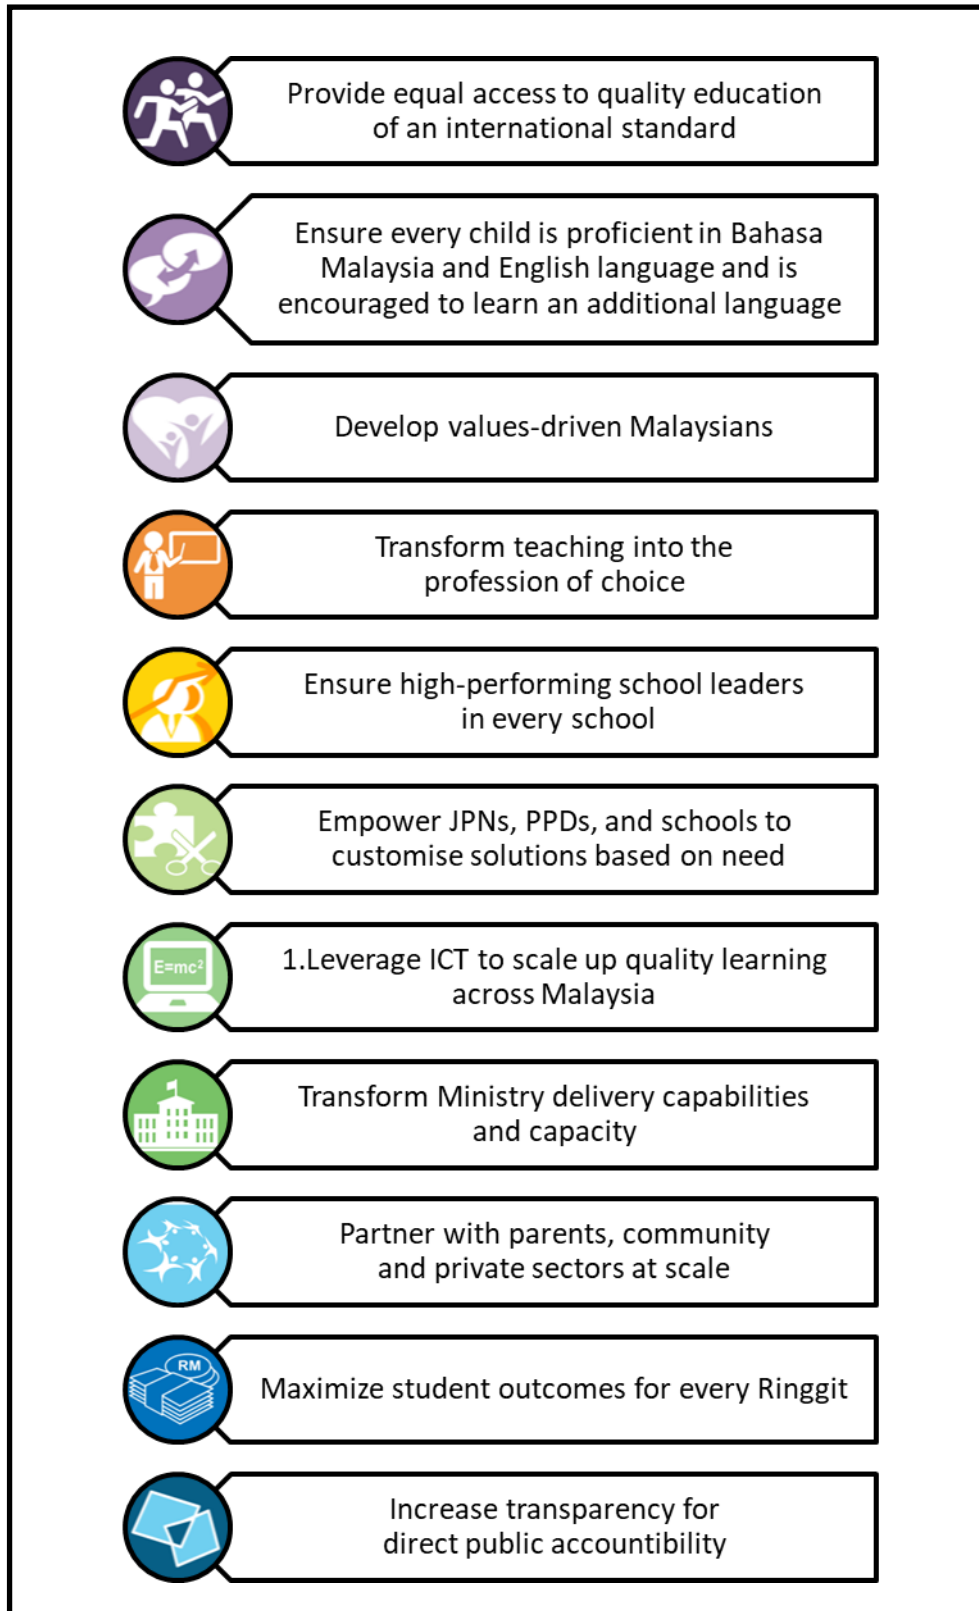 Provide equal access to quality education
of an international standard
Ensure every child is proficient in Bahasa
Malaysia and English language and is
encouraged to learn an additional language
Develop values-driven Malaysians
Transform teaching into the
profession of choice
Ensure high-performing school leaders
in every school
Empower JPNs, PPDs, and schools to
customise solutions based on need
E=mc²
1.Leverage ICT to scale up quality learning
across Malaysia
Transform Ministry delivery capabilities
and capacity
Partner with parents, community
and private sectors at scale
RM
Maximize student outcomes for every Ringgit
Increase transparency for
direct public accountibility